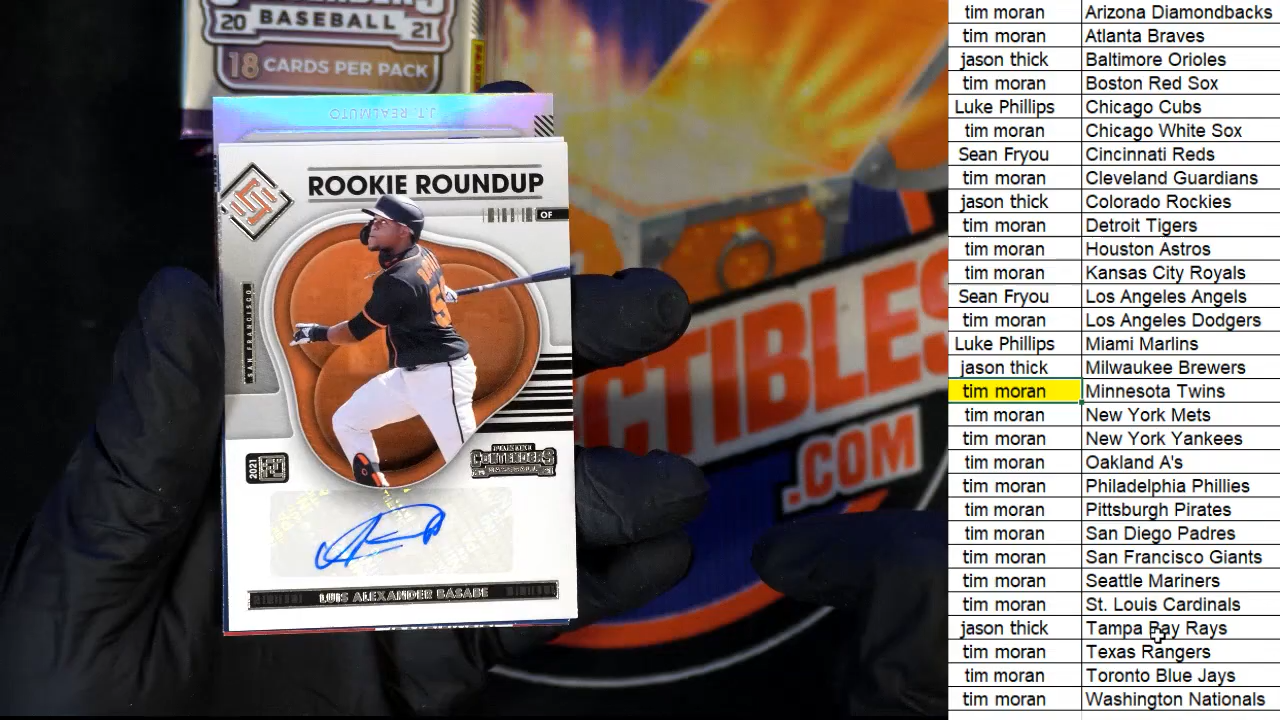 BASEBALL
20 21
18 CARDS PER PACK
J.T. REALMUTO
ROOKIE ROUNDUP
OF
SAN FRANCISCO
2021
CONTENDERS
BASEBALL
LUIS ALEXANDER BASABE
CTIBLES
.COM
tim moran Arizona Diamondbacks
tim moran Atlanta Braves
jason thick Baltimore Orioles
tim moran Boston Red Sox
Luke Phillips Chicago Cubs
tim moran Chicago White Sox
Sean Fryou Cincinnati Reds
tim moran Cleveland Guardians
jason thick Colorado Rockies
tim moran Detroit Tigers
tim moran Houston Astros
tim moran Kansas City Royals
Sean Fryou Los Angeles Angels
tim moran Los Angeles Dodgers
Luke Phillips Miami Marlins
jason thick Milwaukee Brewers
tim moran Minnesota Twins
tim moran New York Mets
tim moran New York Yankees
tim moran Oakland A's
tim moran Philadelphia Phillies
tim moran Pittsburgh Pirates
tim moran San Diego Padres
tim moran San Francisco Giants
tim moran Seattle Mariners
tim moran St. Louis Cardinals
jason thick Tampa Bay Rays
tim moran Texas Rangers
tim moran Toronto Blue Jays
tim moran Washington Nationals